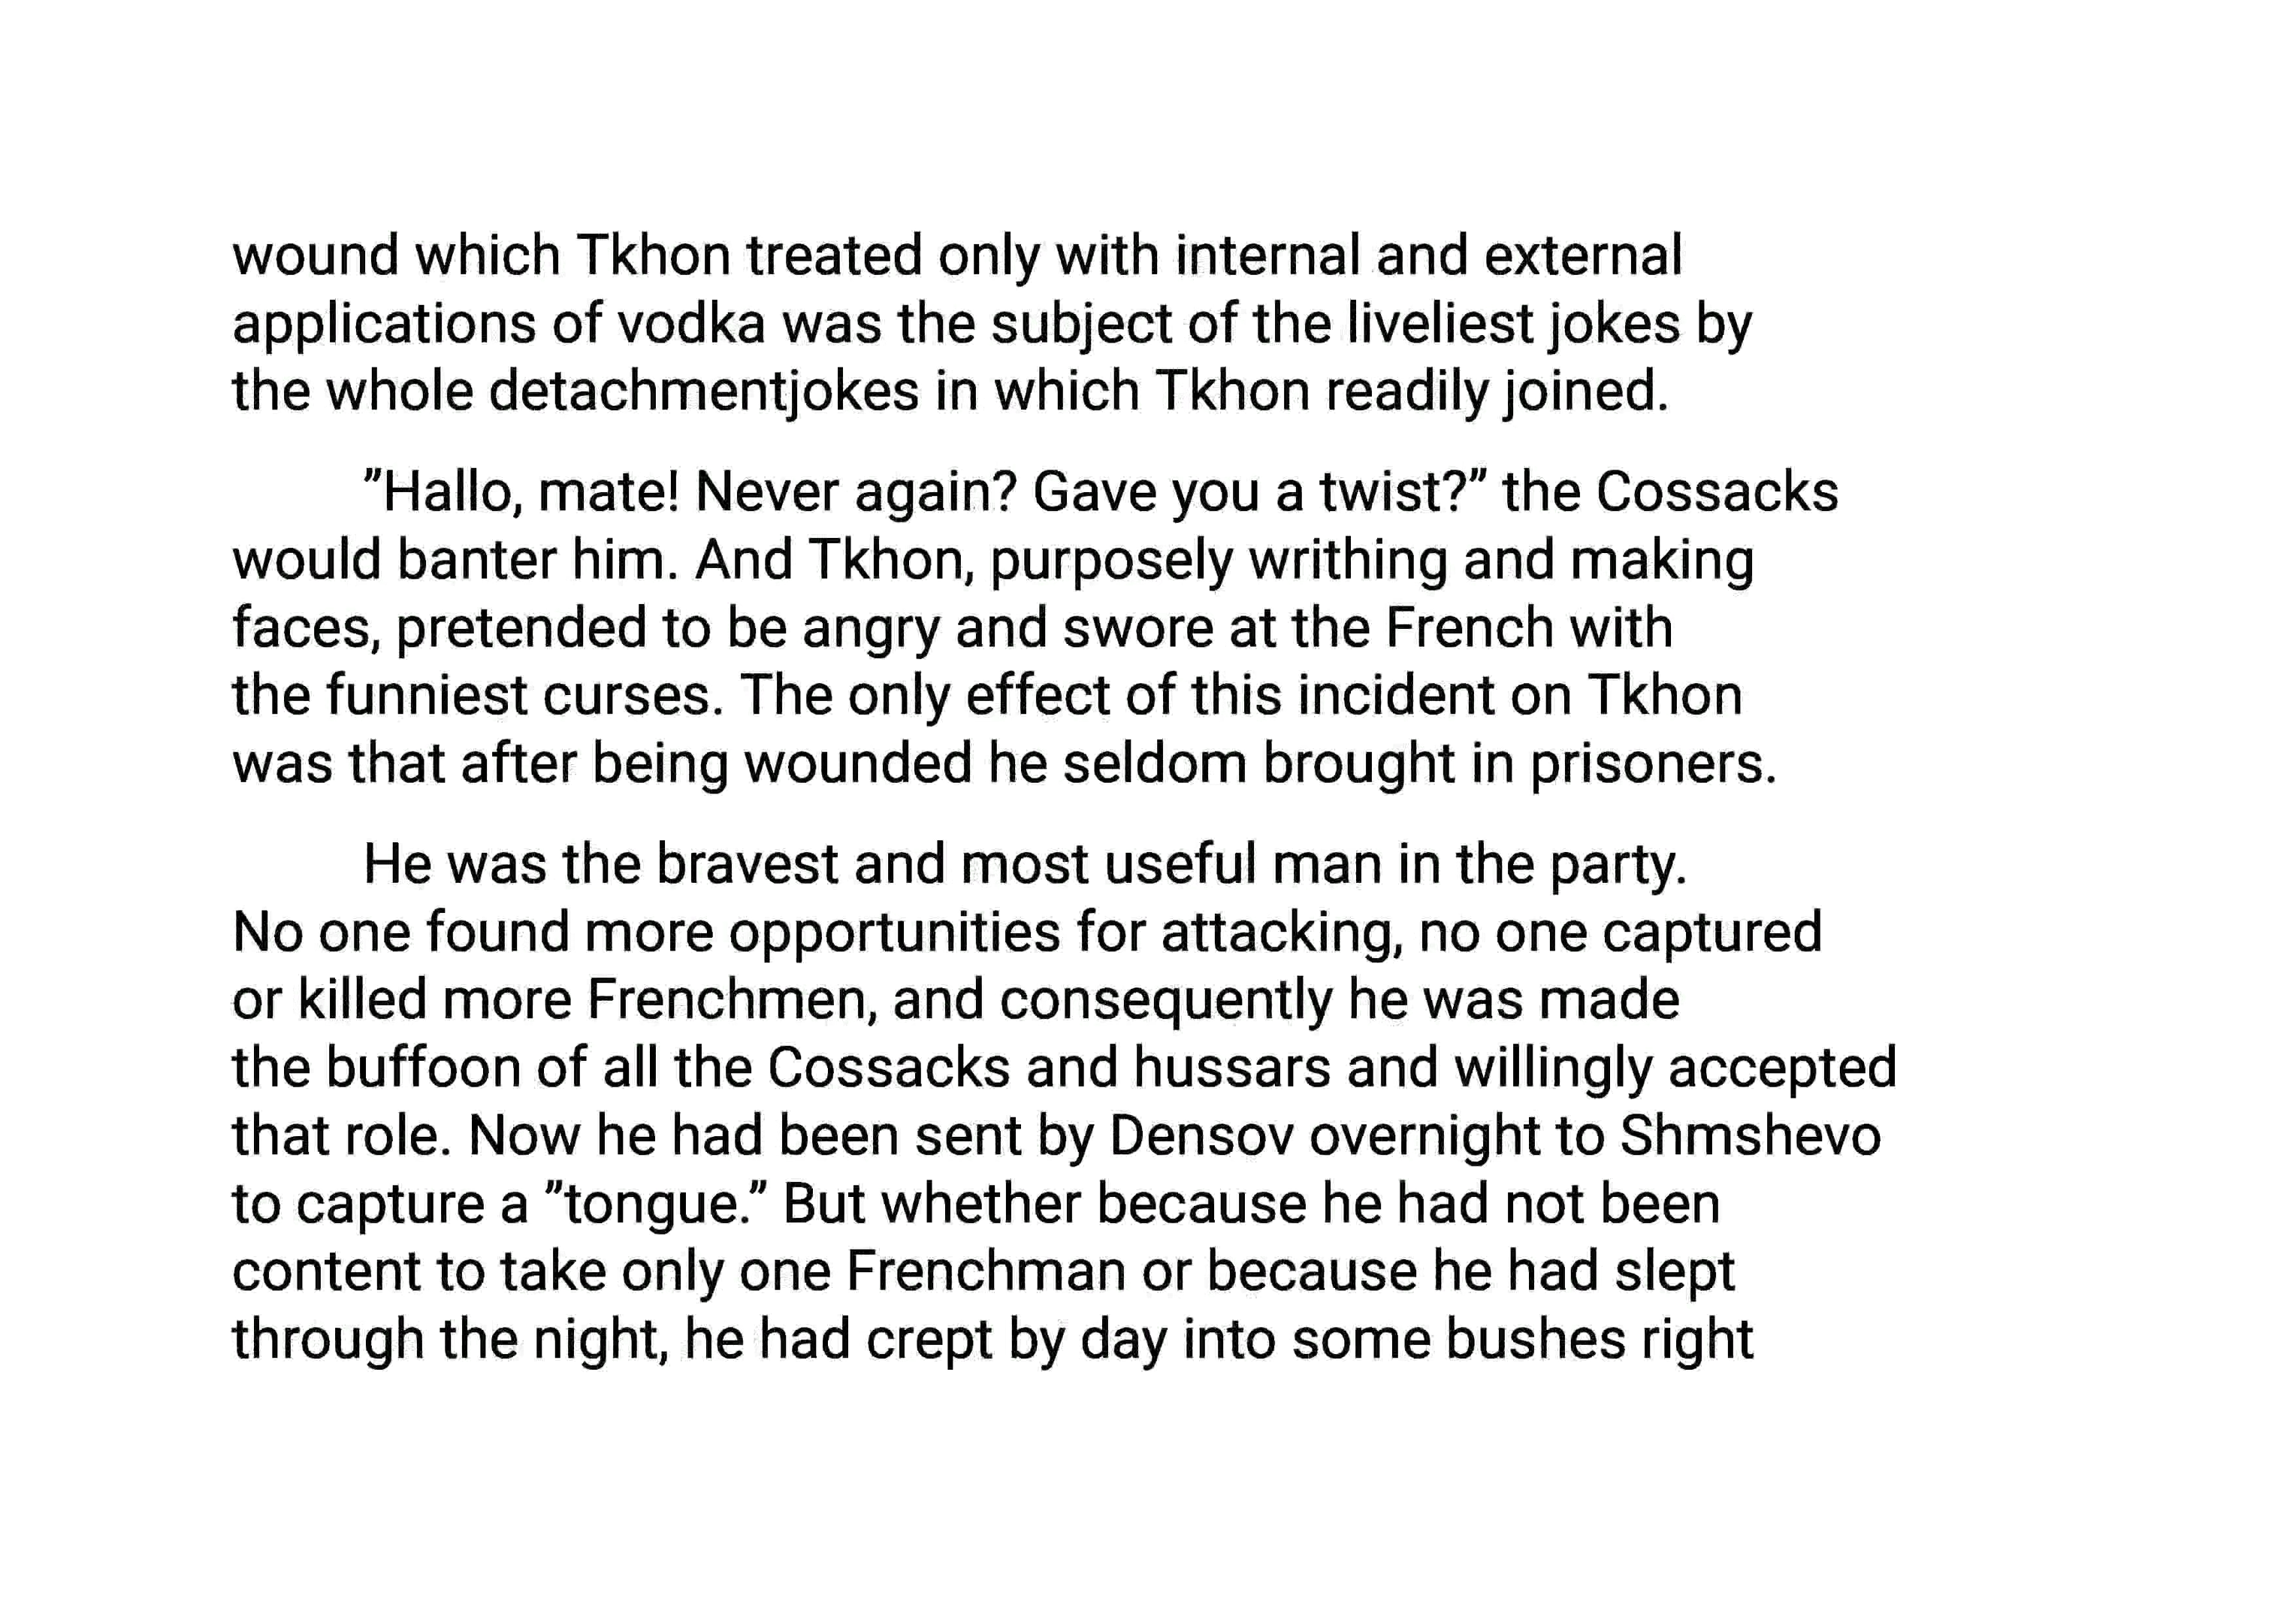 wound which Tkhon treated only with internal and external
applications of vodka was the subject of the liveliest jokes by
the whole detachmentjokes in which Tkhon readily joined.
”Hallo, mate! Never again? Gave you a twist?” the Cossacks
would banter him. And Tkhon, purposely writhing and making
faces, pretended to be angry and swore at the French with
the funniest curses. The only effect of this incident on Tkhon
was that after being wounded he seldom brought in prisoners.
He was the bravest and most useful man in the party.
No one found more opportunities for attacking, no one captured
or killed more Frenchmen, and consequently he was made
the buffoon of all the Cossacks and hussars and willingly accepted
that role. Now he had been sent by Densov overnight to Shmshevo
to capture a ”tongue.” But whether because he had not been
content to take only one Frenchman or because he had slept
through the night, he had crept by day into some bushes right